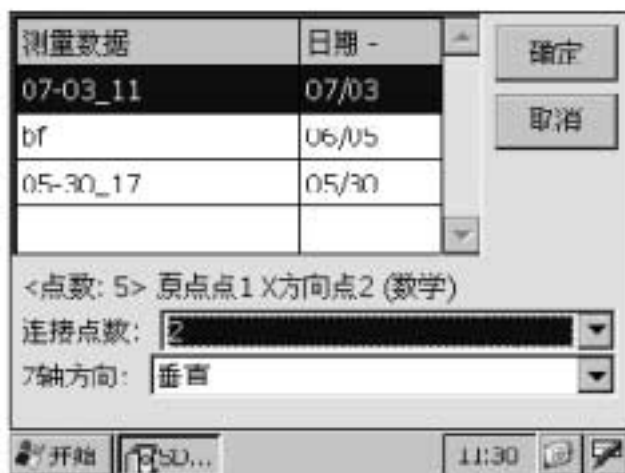 测量数据 日期 -
确定
07-03_11 07/03
取消
bf 06/05
05-30_17 05/30
<点数: 5> 原点点1 X方向点2 (数学)
连接点数: 2
Z轴方向: 垂直
开始 SD... 11:30